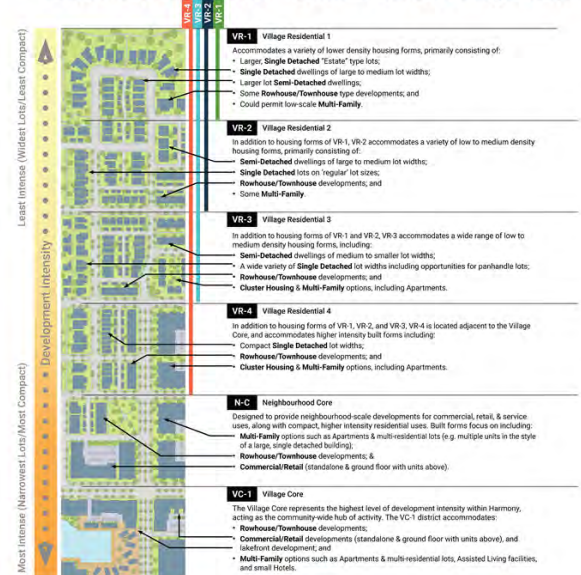 VR-4
VR-3
VR-2
VR-1
Least Intense (Widest Lots/Least Compact)
Development intensity
Most Intense (Narrowest Lots/Most Compact)
VR-1 Village Residential 1
Accommodates a variety of lower density housing forms, primarily consisting of:
• Larger, Single Detached "Estate" type lots;
• Single Detached dwellings of large to medium lot widths;
• Larger lot Semi-Detached dwellings;
• Some Rowhouse/Townhouse type developments; and
• Could permit low-scale Multi-Family.
VR-2 Village Residential 2
In addition to housing forms of VR-1, VR-2 accommodates a variety of low to medium density
housing forms, primarily consisting of:
• Semi-Detached dwellings of large to medium lot widths;
• Single Detached lots on 'regular' lot sizes;
• Rowhouse/Townhouse developments; and
• Some Multi-Family.
VR-3 Village Residential 3
In addition to housing forms of VR-1 and VR-2, VR-3 accommodates a wide range of low to
medium density housing forms, including:
• Semi-Detached dwellings of medium to smaller lot widths;
• A wide variety of Single Detached lot widths including opportunities for panhandle lots;
• Rowhouse/Townhouse developments; and
• Cluster Housing & Multi-Family options, including Apartments.
VR-4 Village Residential 4
In addition to housing forms of VR-1, VR-2, and VR-3, VR-4 is located adjacent to the Village
Core, and accommodates higher intensity built forms including:
• Compact Single Detached lot widths;
• Rowhouse/Townhouse developments; and
• Cluster Housing & Multi-Family options, including Apartments.
N-C Neighbourhood Core
Designed to provide neighbourhood-scale developments for commercial, retail, & service
uses, along with compact, higher intensity residential uses. Built forms focus on including:
• Multi-Family options such as Apartments & multi-residential lots (e.g. multiple units in the style
of a large, single detached building);
• Rowhouse/Townhouse developments; &
• Commercial/Retail (standalone & ground floor with units above).
VC-1 Village Core
The Village Core represents the highest level of development intensity within Harmony,
acting as the community-wide hub of activity. The VC-1 district accommodates:
• Rowhouse/Townhouse developments;
• Commercial/Retail developments (standalone & ground floor with units above), and
lakefront development; and
• Multi-Family options such as Apartments & multi-residential lots, Assisted Living facilities,
and small Hotels.